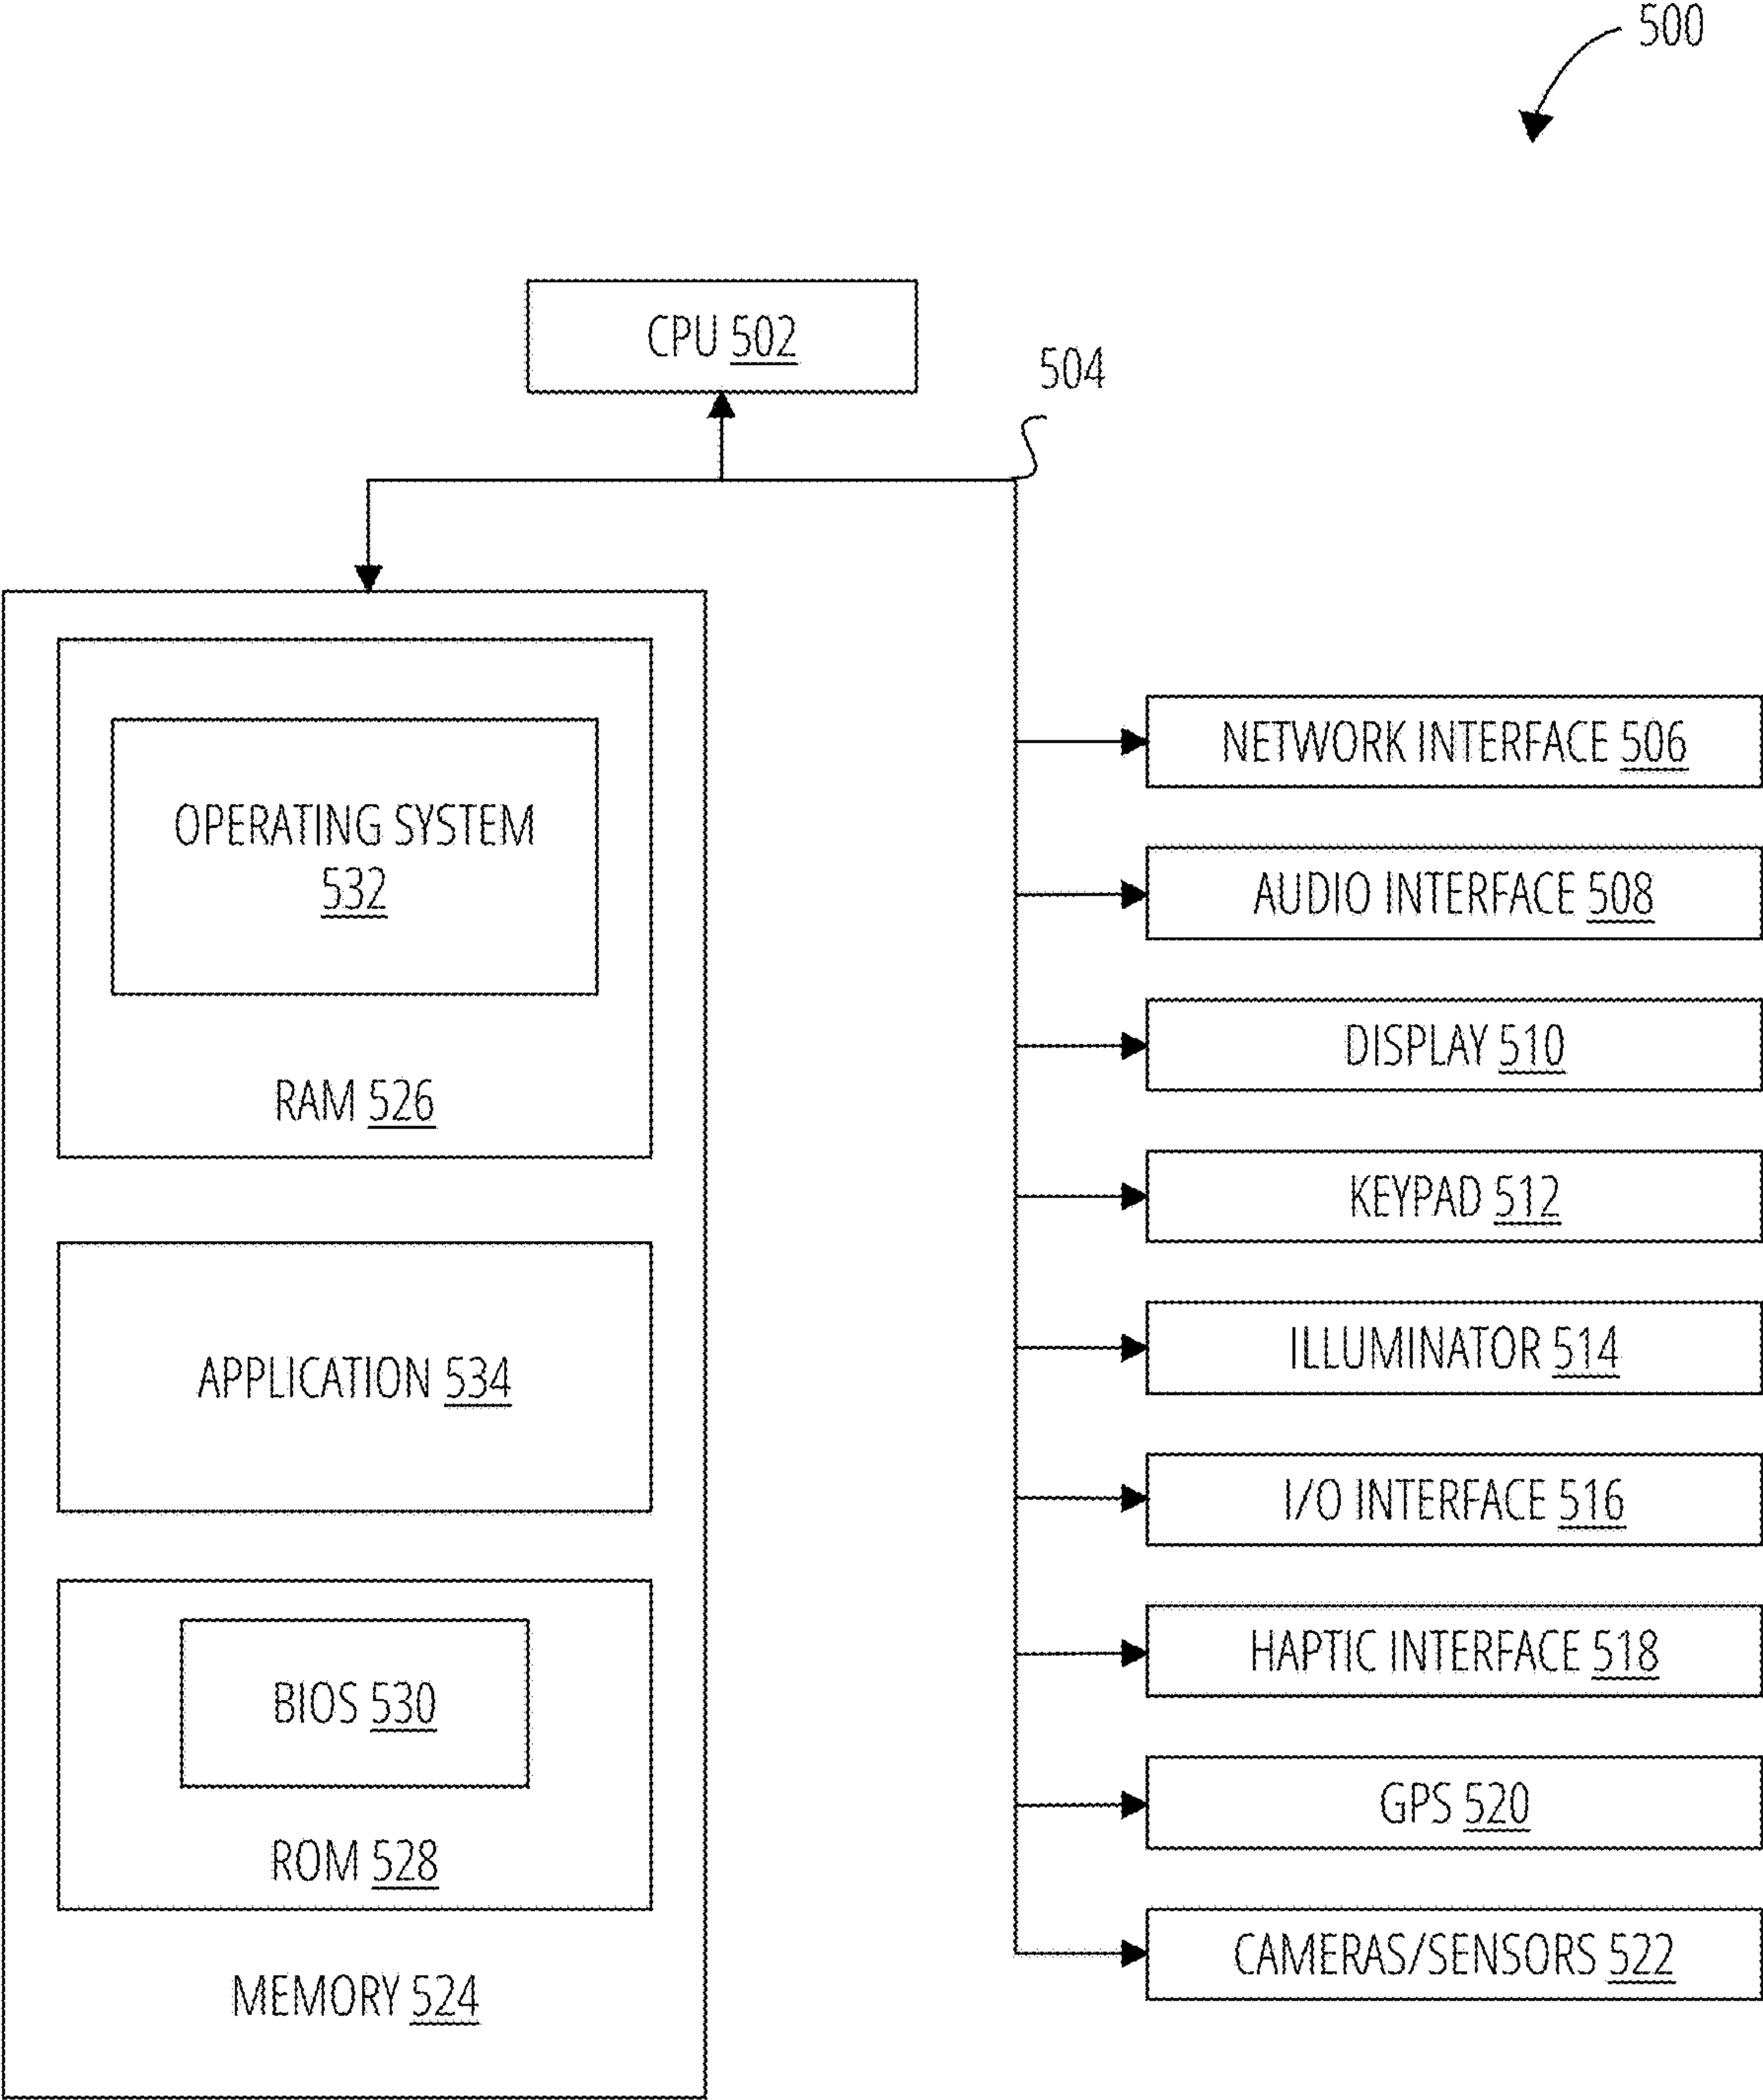 500
CPU 502
504
OPERATING SYSTEM
532
RAM 526
APPLICATION 534
BIOS 530
ROM 528
MEMORY 524
NETWORK INTERFACE 506
AUDIO INTERFACE 508
DISPLAY 510
KEYPAD 512
ILLUMINATOR 514
I/O INTERFACE 516
HAPTIC INTERFACE 518
GPS 520
CAMERAS/SENSORS 522